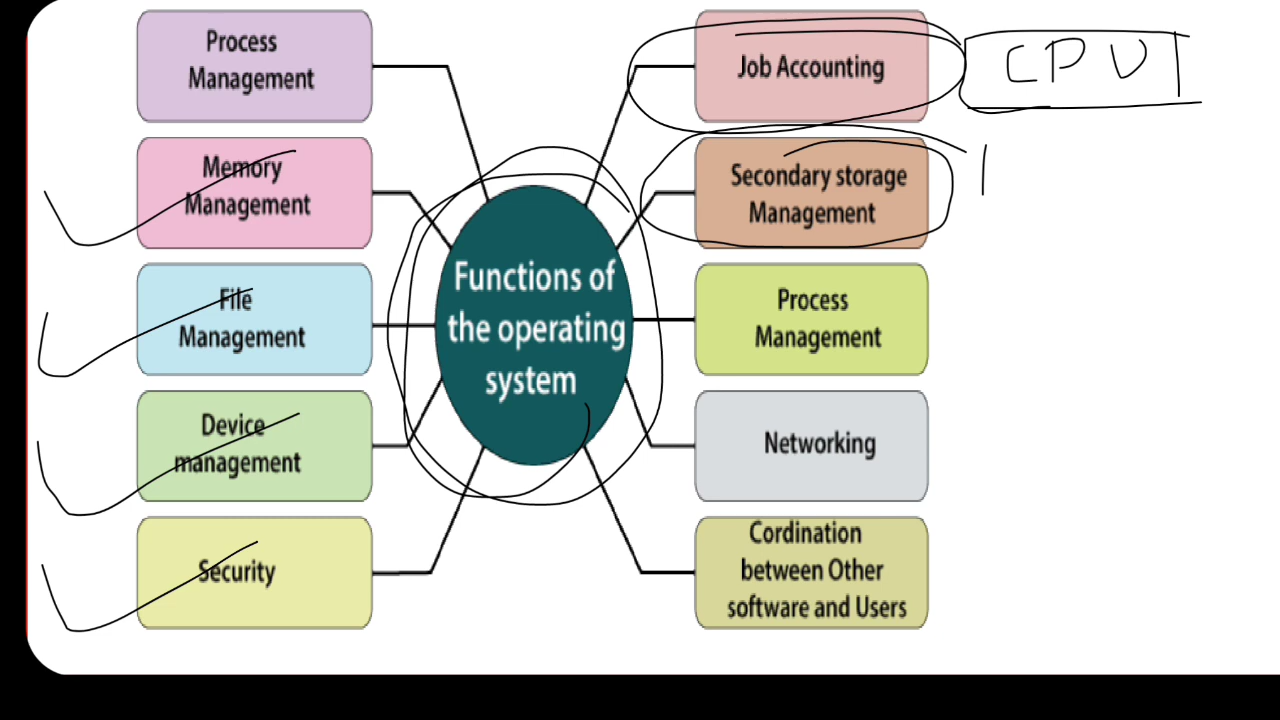 Process
Management
Memory
Management
File
Management
Device
management
Security
Functions of
the operating
system
Job Accounting
CPU
Secondary storage
Management
Process
Management
Networking
Cordination
between Other
software and Users